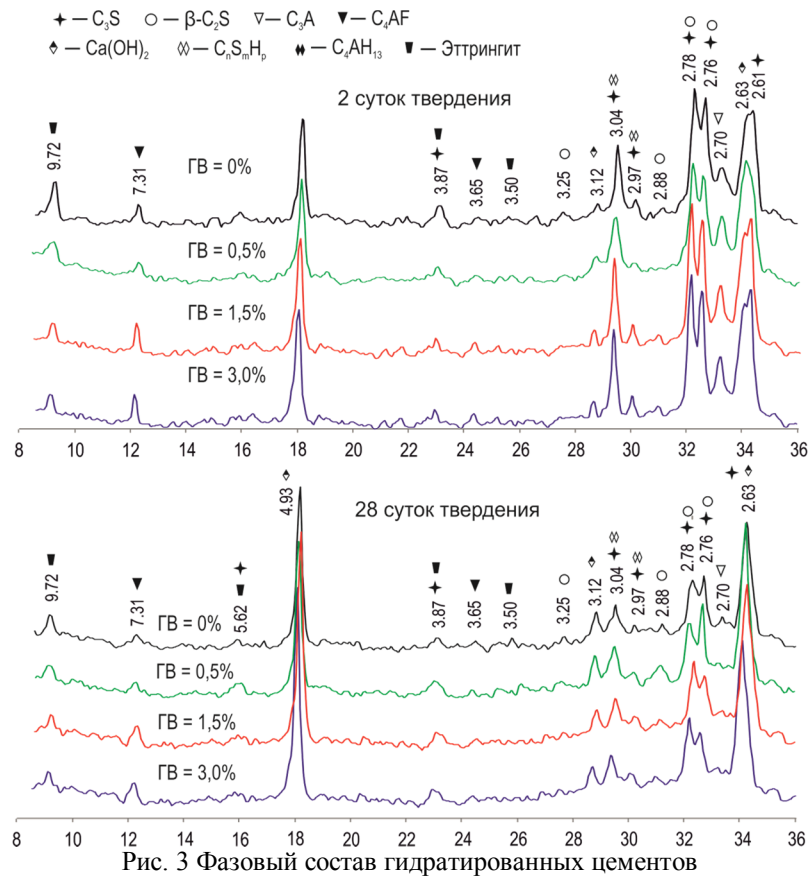 — C₃S — β-C₂S — C₃A — C₄AF
— Ca(OH)₂ — CₙSₘHₚ — C₄AH₁₃ — Эттрингит
2 суток твердения
9.72 7.31 3.87 3.65 3.50 3.25 3.12 3.04 2.97 2.88 2.78 2.76 2.70 2.63 2.61
ГВ = 0%
ГВ = 0,5%
ГВ = 1,5%
ГВ = 3,0%
8 10 12 14 16 18 20 22 24 26 28 30 32 34 36
28 суток твердения
9.72 7.31 5.62 4.93 3.87 3.65 3.50 3.25 3.12 3.04 2.97 2.88 2.78 2.76 2.70 2.63
ГВ = 0%
ГВ = 0,5%
ГВ = 1,5%
ГВ = 3,0%
8 10 12 14 16 18 20 22 24 26 28 30 32 34 36
Рис. 3 Фазовый состав гидратированных цементов